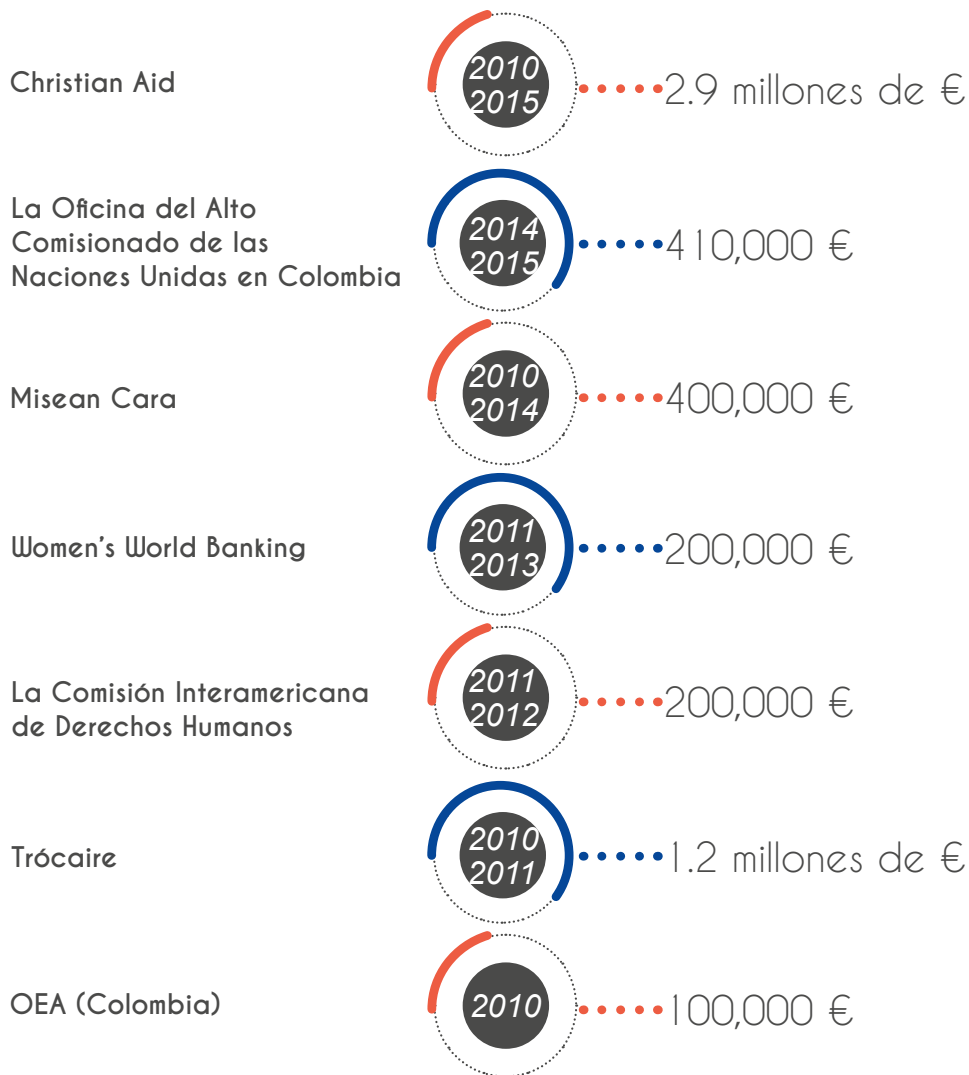 Christian Aid
2010
2015
2.9 millones de €
La Oficina del Alto
Comisionado de las
Naciones Unidas en Colombia
2014
2015
410,000 €
Misean Cara
2010
2014
400,000 €
Women's World Banking
2011
2013
200,000 €
La Comisión Interamericana
de Derechos Humanos
2011
2012
200,000 €
Trócaire
2010
2011
1.2 millones de €
OEA (Colombia)
2010
100,000 €